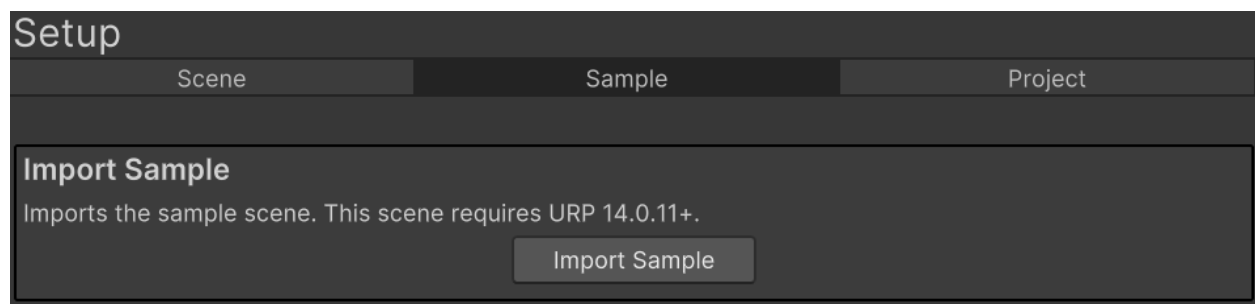 Setup
Scene Sample Project
Import Sample
Imports the sample scene. This scene requires URP 14.0.11+.
Import Sample